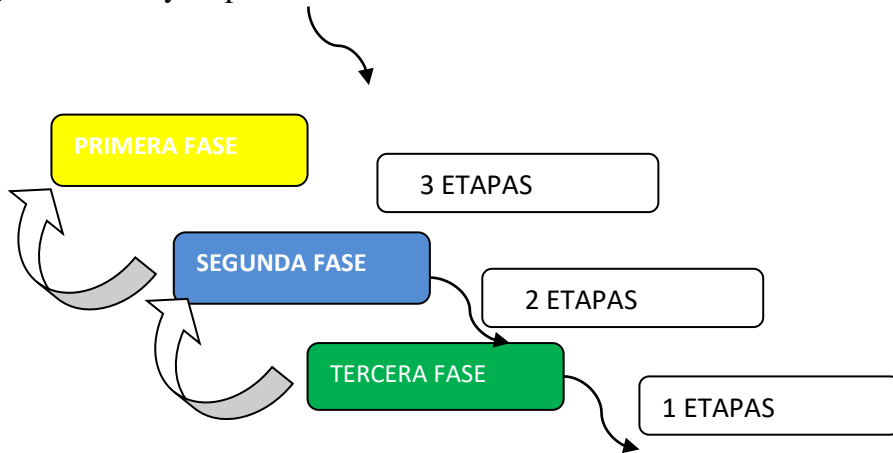 PRIMERA FASE
3 ETAPAS
SEGUNDA FASE
2 ETAPAS
TERCERA FASE
1 ETAPAS